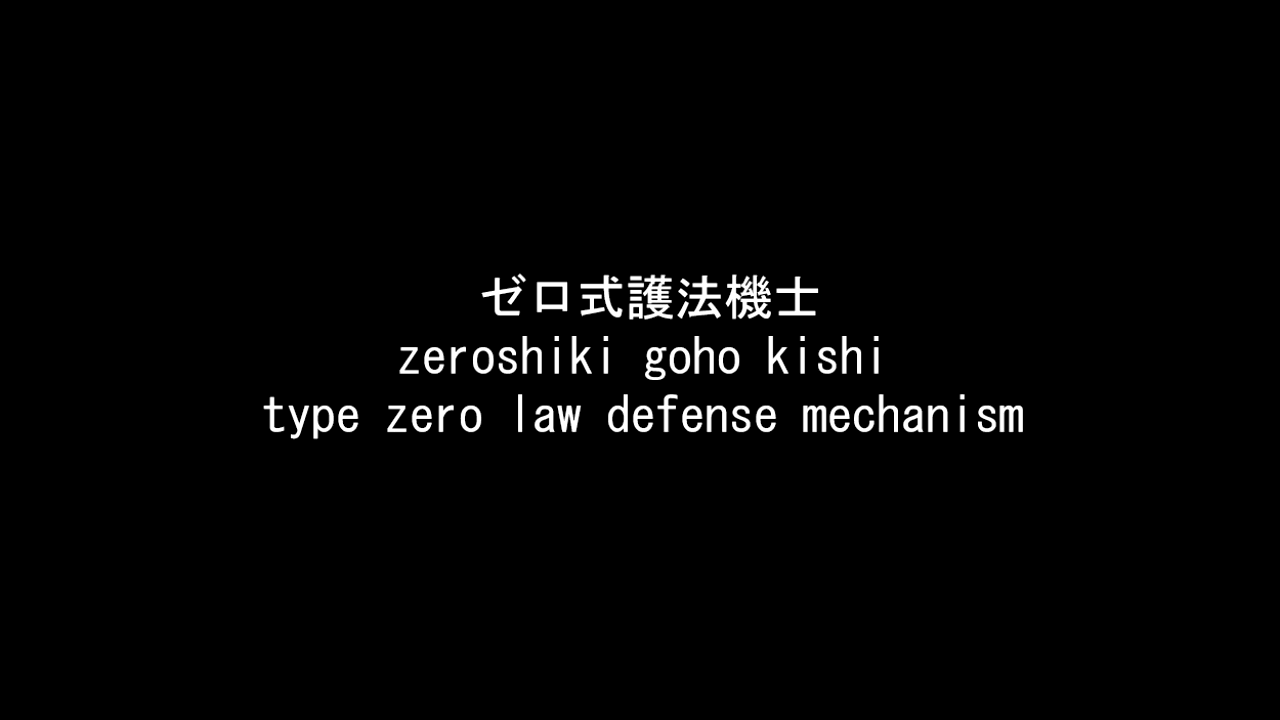 ゼロ式護法機士
zeroshiki goho kishi
type zero law defense mechanism